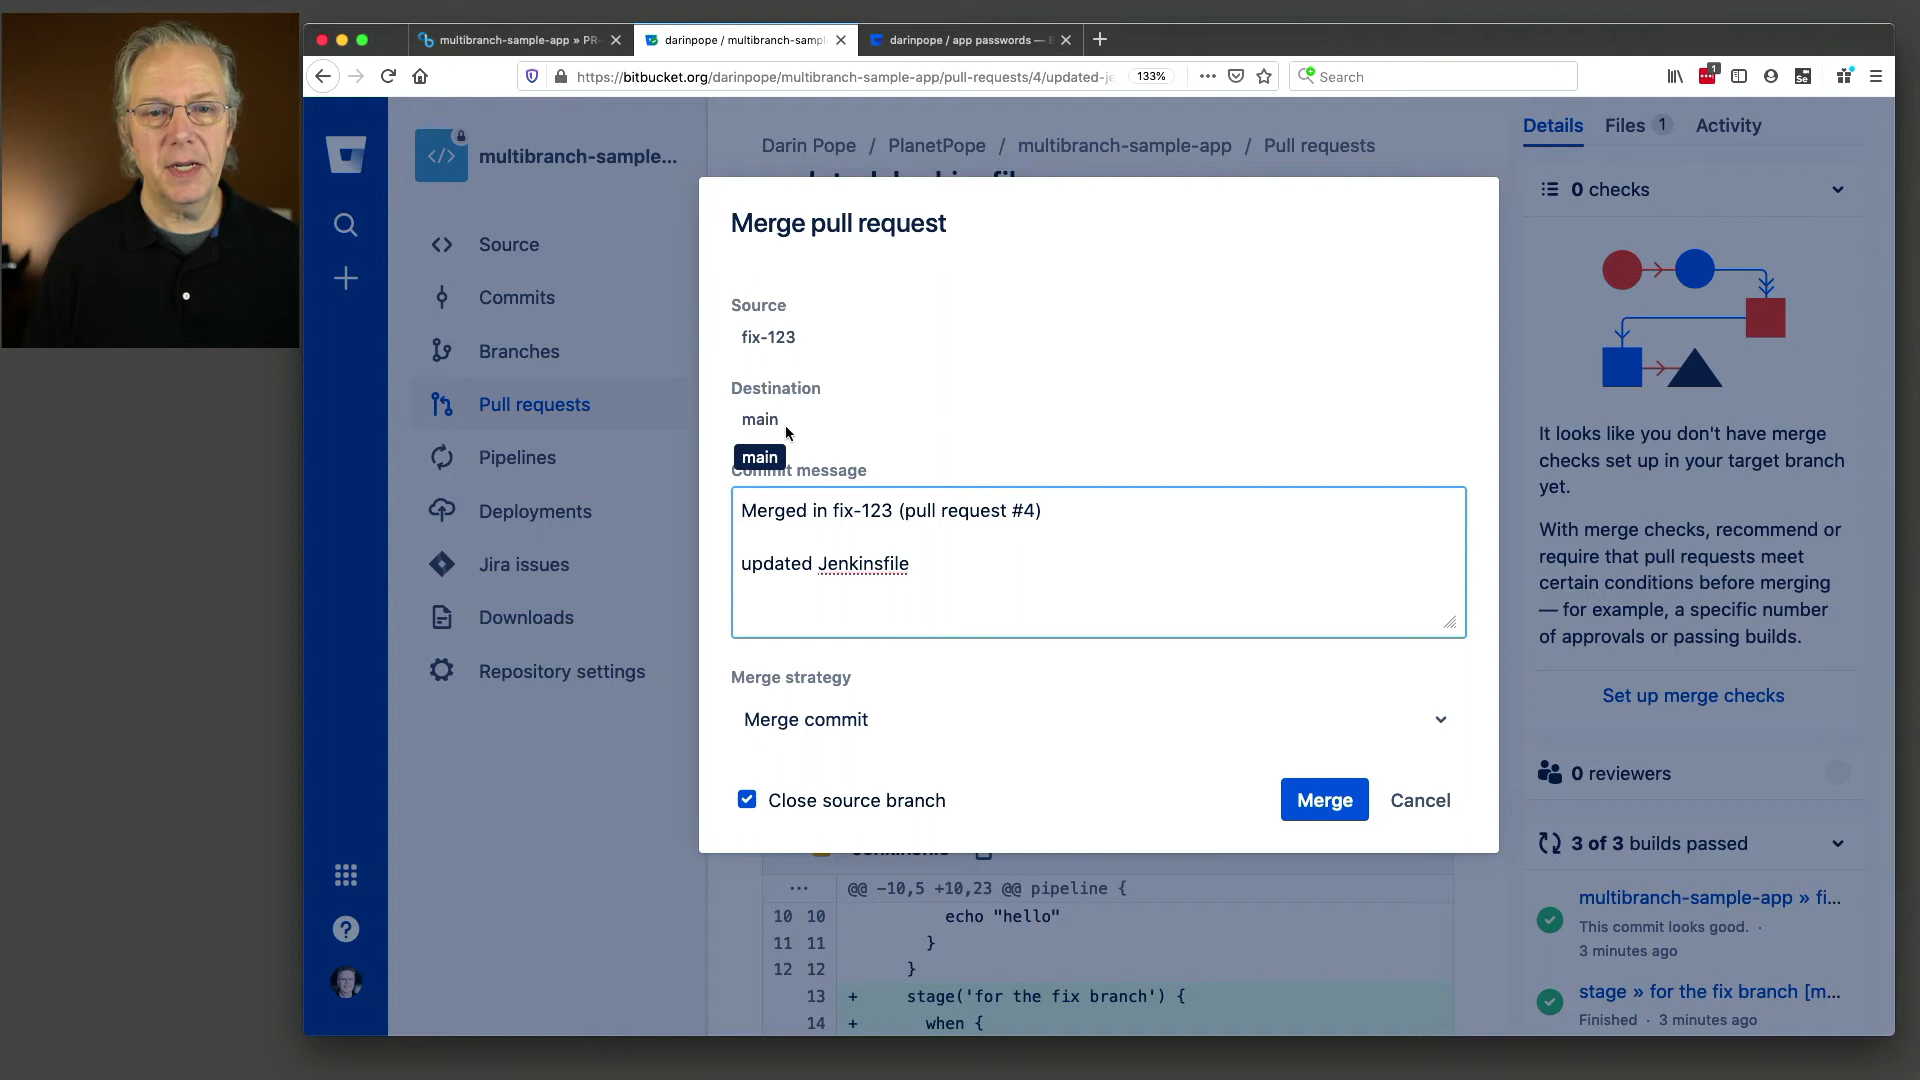 multibranch-sample-app » PR-
darinpope / multibranch-sampl
darinpope / app passwords — B
https://bitbucket.org/darinpope/multibranch-sample-app/pull-requests/4/updated-je
133%
Search
1
Se
multibranch-sample...
Source
Commits
Branches
Pull requests
Pipelines
Deployments
Jira issues
Downloads
Repository settings
Darin Pope / PlanetPope / multibranch-sample-app / Pull requests
Merge pull request
Source
fix-123
Destination
main
main
Commit message
Merged in fix-123 (pull request #4)
updated Jenkinsfile
Merge strategy
Merge commit
Close source branch
Merge
Cancel
@@ -10,5 +10,23 @@ pipeline {
10 10 echo "hello"
11 11 }
12 12 }
13 + stage('for the fix branch') {
14 + when {
Details
Files 1
Activity
0 checks
It looks like you don't have merge
checks set up in your target branch
yet.
With merge checks, recommend or
require that pull requests meet
certain conditions before merging
— for example, a specific number
of approvals or passing builds.
Set up merge checks
0 reviewers
3 of 3 builds passed
multibranch-sample-app » fi...
This commit looks good. ·
3 minutes ago
stage » for the fix branch [m...
Finished · 3 minutes ago